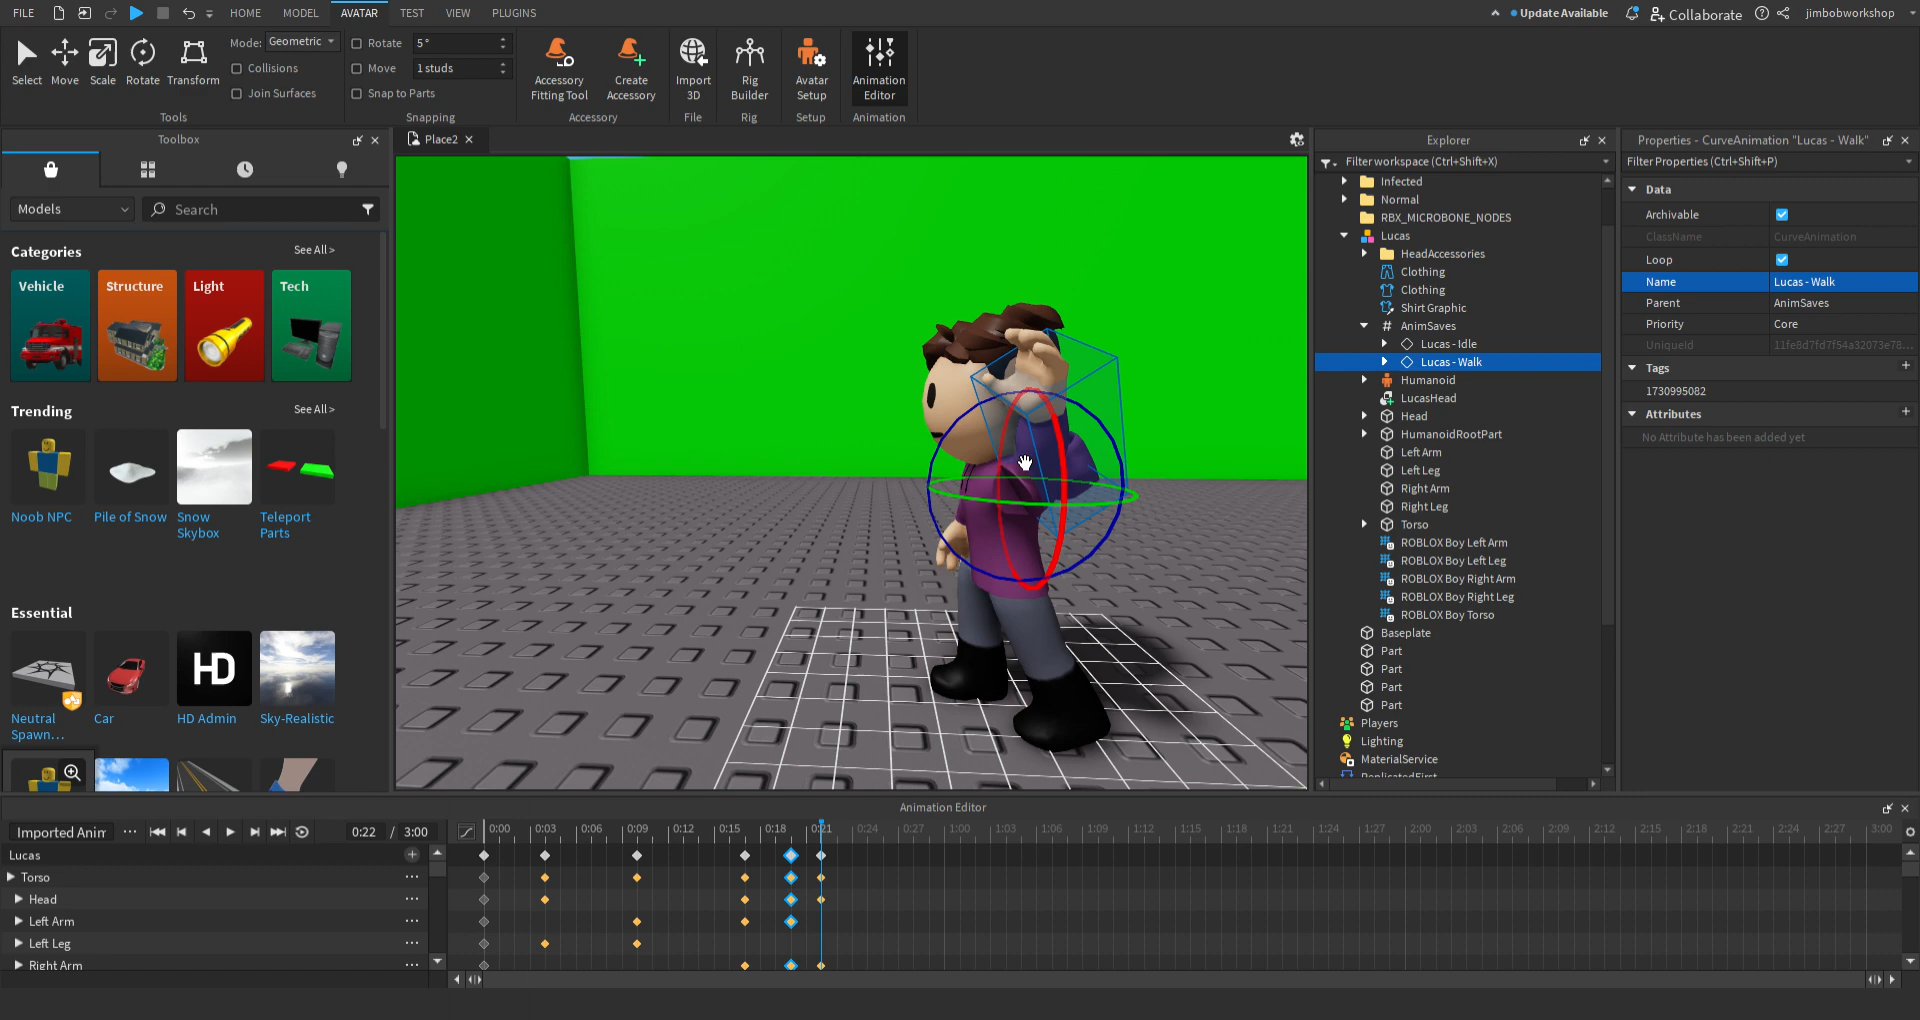 FILE HOME MODEL AVATAR TEST VIEW PLUGINS Update Available Collaborate jimbobworkshop
Select Move Scale Rotate Transform
Mode: Geometric
Collisions
Join Surfaces
Tools
Rotate 5°
Move 1 studs
Snap to Parts
Snapping
Accessory Fitting Tool
Create Accessory
Accessory
Import 3D
File
Rig Builder
Rig
Avatar Setup
Setup
Animation Editor
Animation
Toolbox
Models Search
Categories See All >
Vehicle Structure Light Tech
Trending See All >
Noob NPC Pile of Snow Snow Skybox Teleport Parts
Essential
HD
Neutral Spawn... Car HD Admin Sky-Realistic
Place2
Explorer
Filter workspace (Ctrl+Shift+X)
Infected
Normal
RBX_MICROBONE_NODES
Lucas
HeadAccessories
Clothing
Clothing
Shirt Graphic
AnimSaves
Lucas - Idle
Lucas - Walk
Humanoid
LucasHead
Head
HumanoidRootPart
Left Arm
Left Leg
Right Arm
Right Leg
Torso
ROBLOX Boy Left Arm
ROBLOX Boy Left Leg
ROBLOX Boy Right Arm
ROBLOX Boy Right Leg
ROBLOX Boy Torso
Baseplate
Part
Part
Part
Part
Players
Lighting
MaterialService
ReplicatedFirst
Properties - CurveAnimation "Lucas - Walk"
Filter Properties (Ctrl+Shift+P)
Data
Archivable
ClassName CurveAnimation
Loop
Name Lucas - Walk
Parent AnimSaves
Priority Core
UniqueId 11fe8d7fd7f54a32073e78...
Tags
1730995082
Attributes
No Attribute has been added yet
Animation Editor
Imported Anim 0:22 / 3:00
0:00 0:03 0:06 0:09 0:12 0:15 0:18 0:21 0:24 0:27 1:00 1:03 1:06 1:09 1:12 1:15 1:18 1:21 1:24 1:27 2:00 2:03 2:06 2:09 2:12 2:15 2:18 2:21 2:24 2:27 3:00
Lucas
Torso
Head
Left Arm
Left Leg
Right Arm